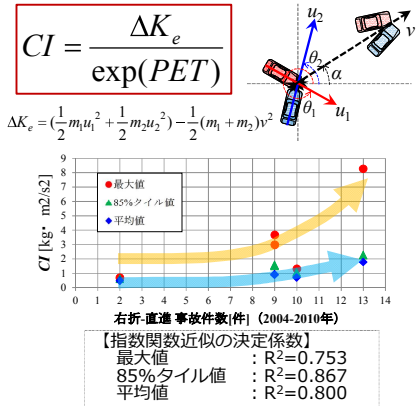 CI = ΔKe / exp(PET)
u2
v
θ2
α
θ1
u1
ΔKe = (1/2 m1u1² + 1/2 m2u2²) − 1/2 (m1 + m2)v²
CI [kg・m2/s2]
9
8
7
6
5
4
3
2
1
0
最大値
85%タイル値
平均値
0 1 2 3 4 5 6 7 8 9 10 11 12 13 14
右折-直進 事故件数[件]（2004-2010年）
【指数関数近似の決定係数】
最大値 : R²=0.753
85%タイル値 : R²=0.867
平均値 : R²=0.800